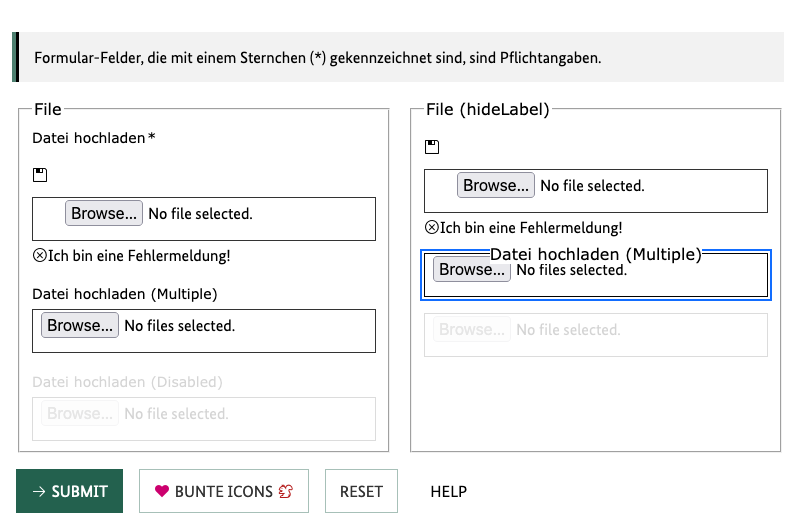 Formular-Felder, die mit einem Sternchen (*) gekennzeichnet sind, sind Pflichtangaben.
File
Datei hochladen*
Browse... No file selected.
Ich bin eine Fehlermeldung!
Datei hochladen (Multiple)
Browse... No files selected.
Datei hochladen (Disabled)
Browse... No file selected.
File (hideLabel)
Browse... No file selected.
Ich bin eine Fehlermeldung!
Datei hochladen (Multiple)
Browse... No files selected.
Browse... No file selected.
SUBMIT
BUNTE ICONS
RESET
HELP